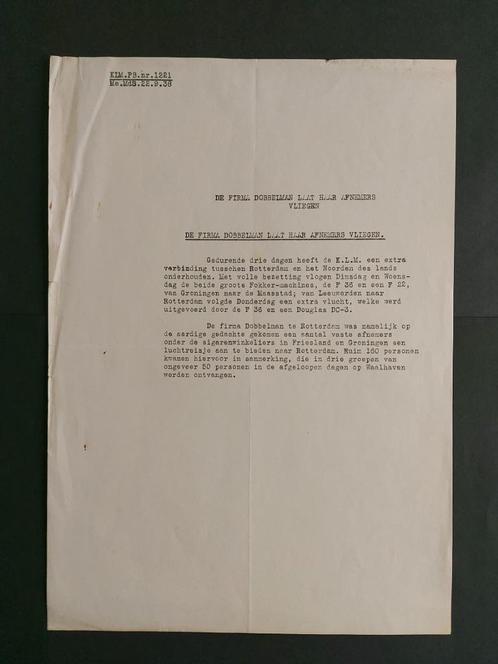 KLM.PB.nr.1221
Me.MdB.22.9.38
DE FIRMA DOBBELMAN LAAT HAAR AFNEMERS
VLIEGEN
DE FIRMA DOBBELMAN LAAT HAAR AFNEMERS VLIEGEN.
Gedurende drie dagen heeft de K.L.M. een extra
verbinding tusschen Rotterdam en het Noorden des lands
onderhouden. Met volle bezetting vlogen Dinsdag en Woens-
dag de beide groote Fokker-machines, de F 36 en een F 22,
van Groningen naar de Maasstad; van Leeuwarden naar
Rotterdam volgde Donderdag een extra vlucht, welke werd
uitgevoerd door de F 36 en een Douglas DC-3.
De firma Dobbelman te Rotterdam was namelijk op
de aardige gedachte gekomen een aantal vaste afnemers
onder de sigarenwinkeliers in Friesland en Groningen een
luchtreisje aan te bieden naar Rotterdam. Ruim 160 personen
kwamen hiervoor in aanmerking, die in drie groepen van
ongeveer 50 personen in de afgeloopen dagen op Waalhaven
werden ontvangen.